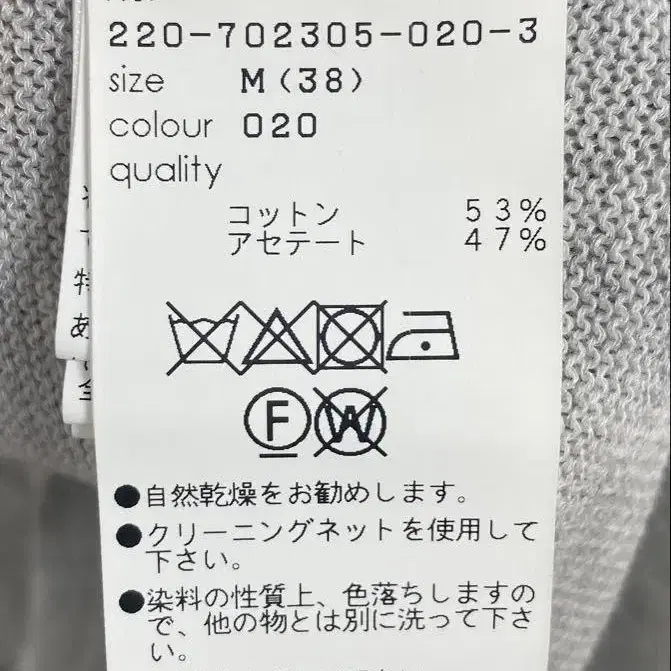 220-702305-020-3
size M(38)
colour 020
quality
コットン 53%
アセテート 47%
F W
●自然乾燥をお勧めします。
●クリーニングネットを使用して
下さい。
●染料の性質上、色落ちしますの
で、他の物とは別に洗って下さ
い。